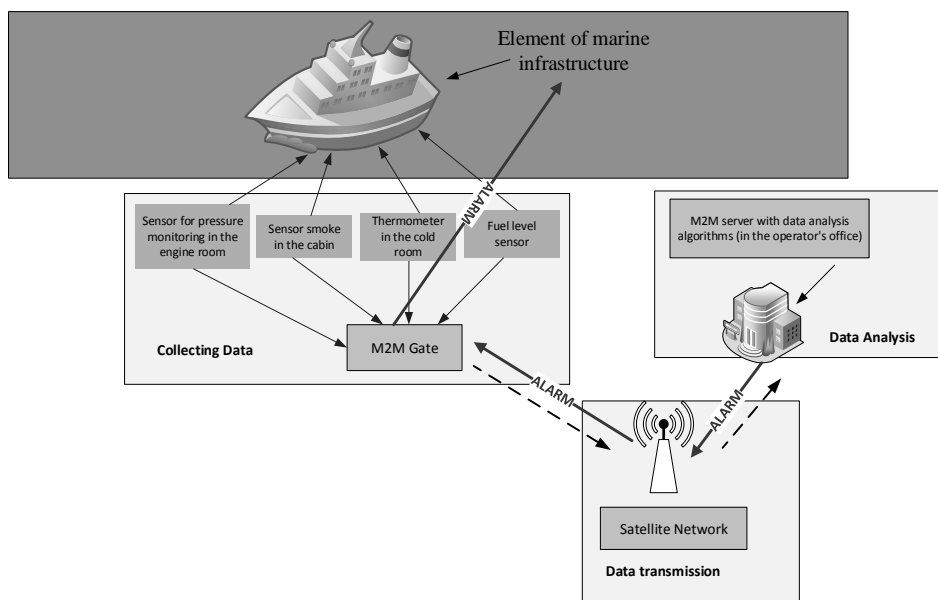 Element of marine
infrastructure
ALARM
Sensor for pressure
monitoring in the
engine room
Sensor smoke
in the cabin
Thermometer
in the cold
room
Fuel level
sensor
M2M server with data analysis
algorithms (in the operator's office)
Collecting Data
M2M Gate
Data Analysis
ALARM
ALARM
Satellite Network
Data transmission